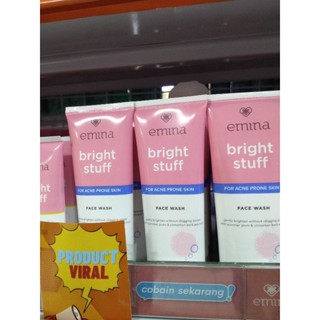 emina
bright
stuff
FOR ACNE PRONE SKIN
FACE WASH
emina
bright
stuff
FOR ACNE PRONE SKIN
FACE WASH
emina
bright
stuff
FOR ACNE PRONE SKIN
FACE WASH
PRODUCT
VIRAL
cobain sekarang!
emina